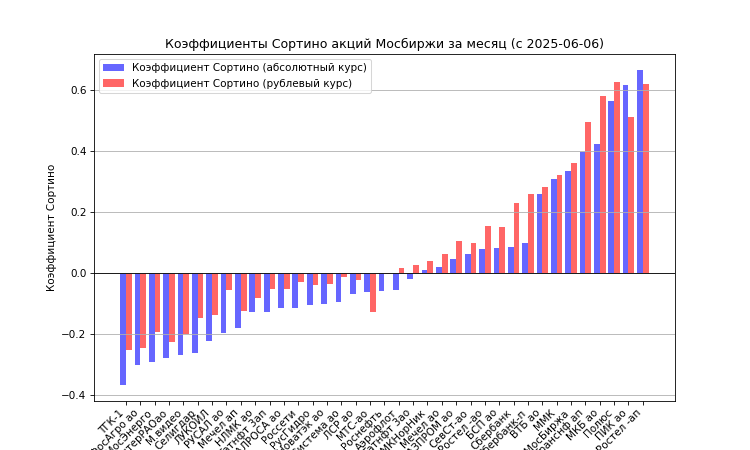 Коэффициенты Сортино акций Мосбиржи за месяц (с 2025-06-06)
Коэффициент Сортино (абсолютный курс)
Коэффициент Сортино (рублевый курс)
Коэффициент Сортино
0.6
0.4
0.2
0.0
−0.2
−0.4
ТГК-1
РосАгро ао
МосЭнерго
М.видео
Селигдар
ЛУКОЙЛ
РУСАЛ ао
Мечел ап
НЛМК ао
Россети
РусГидро
ЛСР ао
МТС-ао
Роснефть
Аэрофлот
Мечел ао
СевСт-ао
Ростел -ао
БСП ао
Сбербанк
ВТБ ао
ММК
МосБиржа
МКБ ао
Полюс
ПИК ао
Ростел -ап